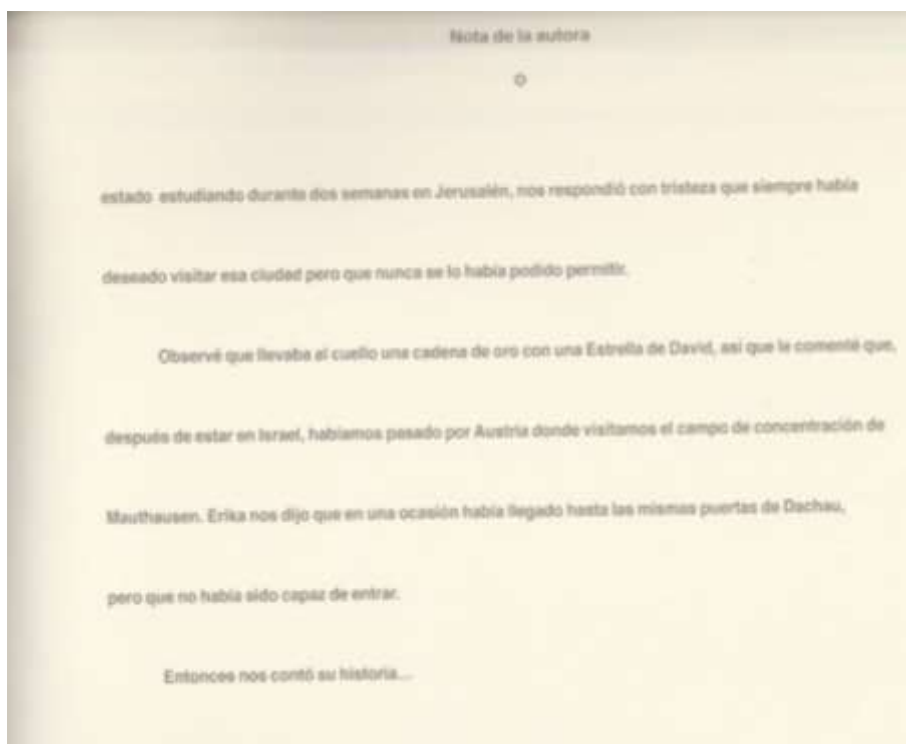 Nota de la autora
estado estudiando durante dos semanas en Jerusalén, nos respondió con tristeza que siempre había
deseado visitar esa ciudad pero que nunca se lo había podido permitir.
Observé que llevaba al cuello una cadena de oro con una Estrella de David, así que le comenté que,
después de estar en Israel, habíamos pasado por Austria donde visitamos el campo de concentración de
Mauthausen. Erika nos dijo que en una ocasión había llegado hasta las mismas puertas de Dachau,
pero que no había sido capaz de entrar.
Entonces nos contó su historia...